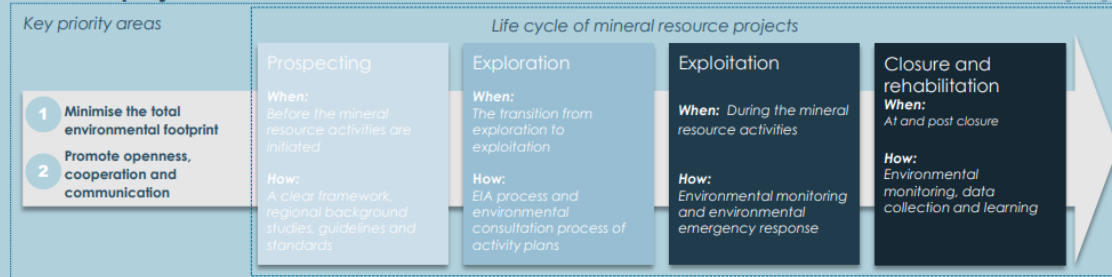 Key priority areas
Life cycle of mineral resource projects
1
Minimise the total
environmental footprint
2
Promote openness,
cooperation and
communication
Prospecting
When:
Before the mineral
resource activities are
initiated
How:
A clear framework,
regional background
studies, guidelines and
standards
Exploration
When:
The transition from
exploration to
exploitation
How:
EIA process and
environmental
consultation process of
activity plans
Exploitation
When: During the mineral
resource activities
How:
Environmental monitoring
and environmental
emergency response
Closure and
rehabilitation
When:
At and post closure
How:
Environmental
monitoring, data
collection and learning